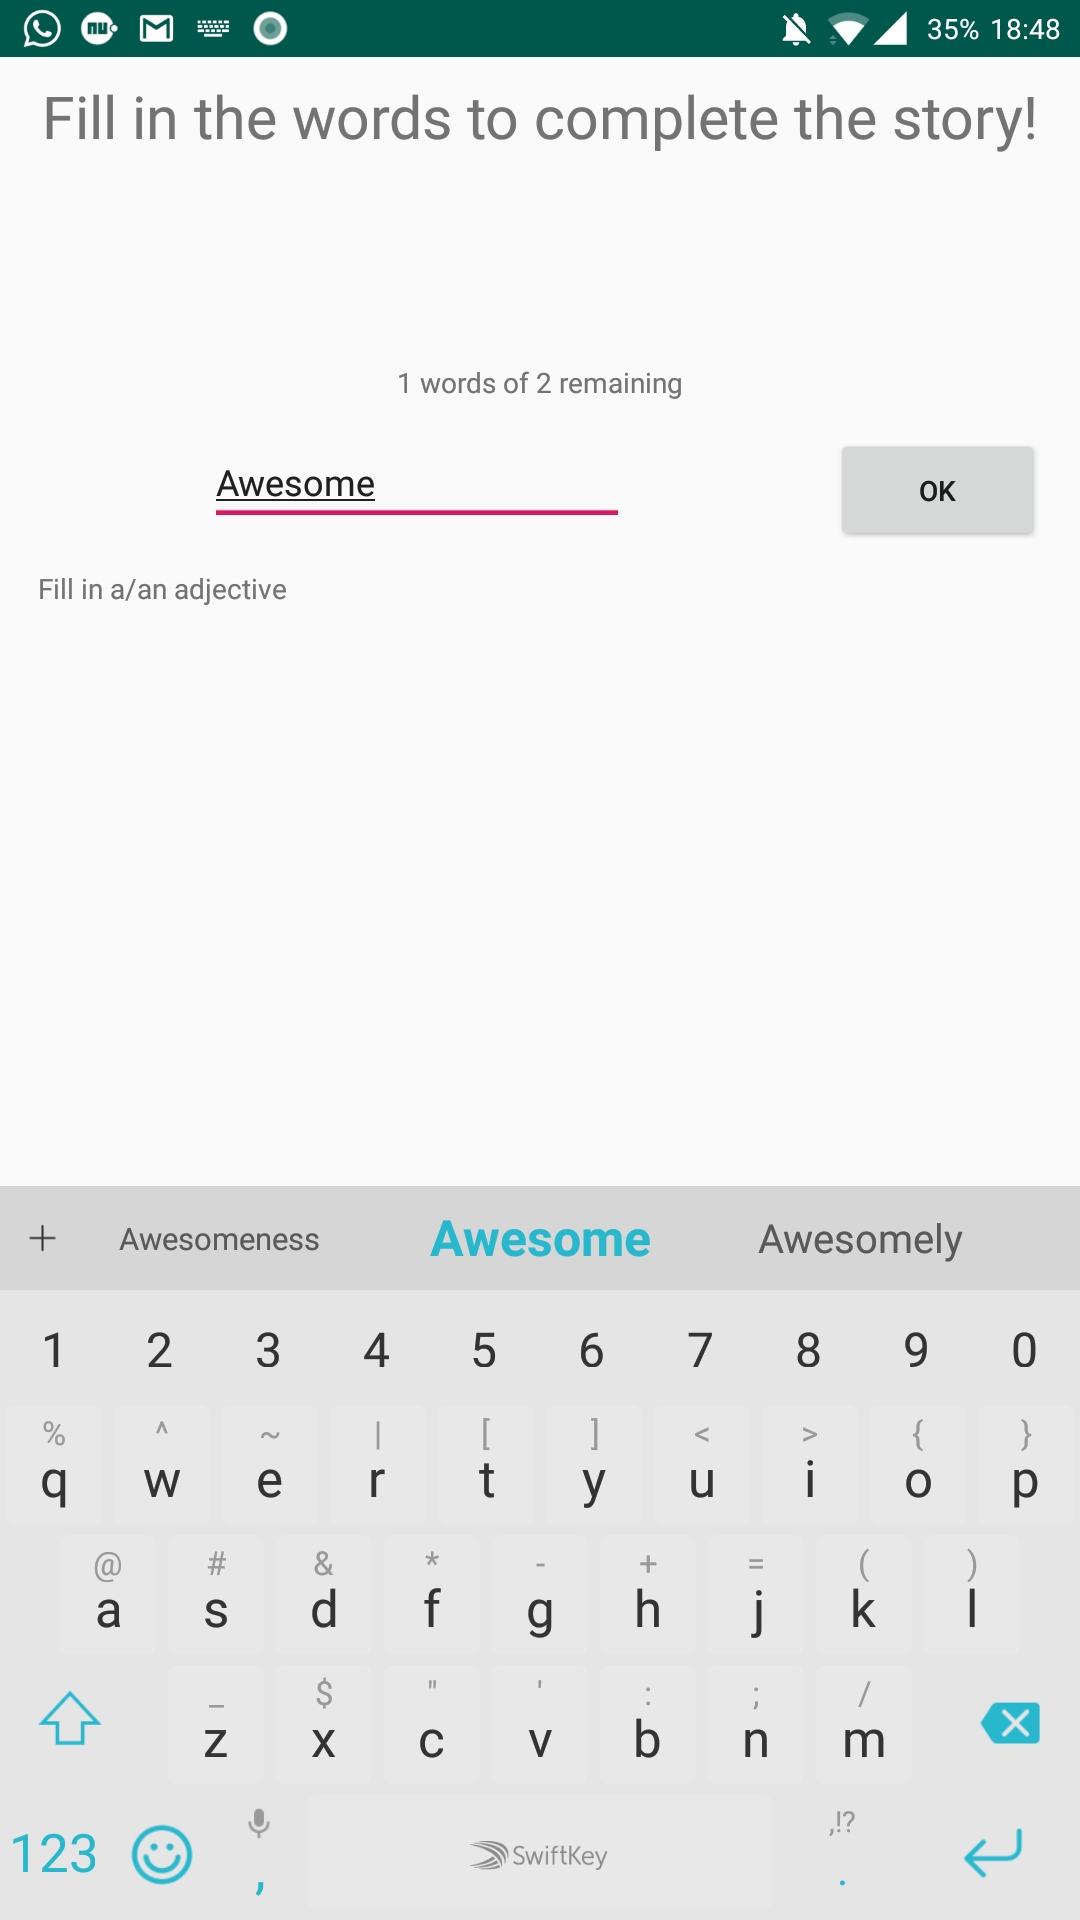 nu
35% 18:48
Fill in the words to complete the story!
1 words of 2 remaining
Awesome
OK
Fill in a/an adjective
+ Awesomeness Awesome Awesomely
1 2 3 4 5 6 7 8 9 0
% ^ ~ | [ ] < > { }
q w e r t y u i o p
@ # & * - + = ( )
a s d f g h j k l
_ $ " ' : ; /
z x c v b n m
,!?
123 , SwiftKey .